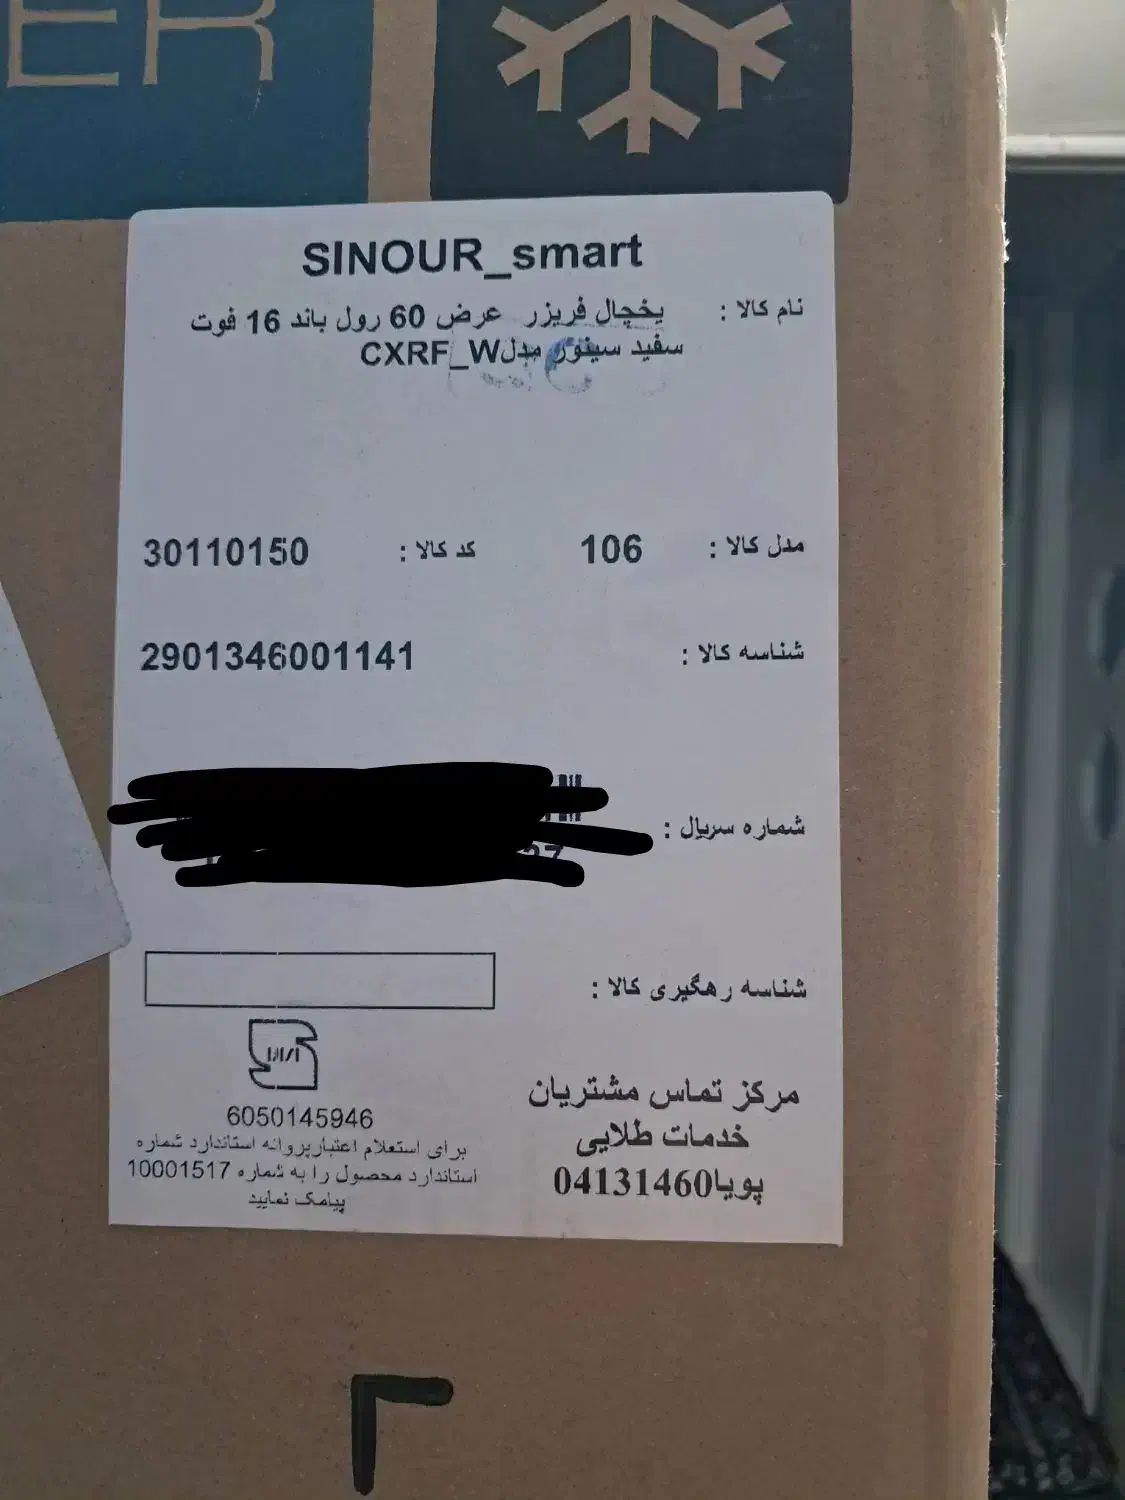 ER
SINOUR_smart
نام کالا : یخچال فریزر عرض 60 رول باند 16 فوت
سفید سینور مدل CXRF_W
مدل کالا : 106 کد کالا : 30110150
شناسه کالا : 2901346001141
شماره سریال :
شناسه رهگیری کالا :
مرکز تماس مشتریان
خدمات طلایی
پویا04131460
6050145946
برای استعلام اعتبارپروانه استاندارد شماره
استاندارد محصول را به شماره 10001517
پیامک نمایید